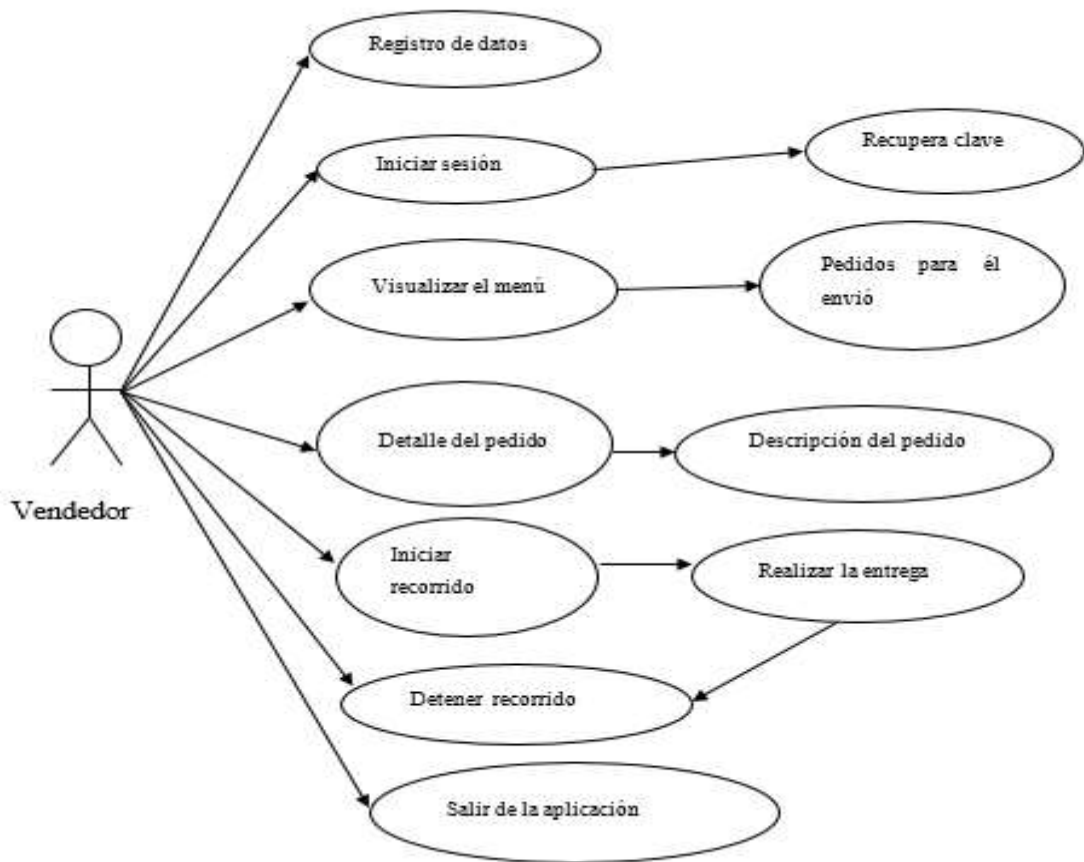 Registro de datos
Iniciar sesión
Recupera clave
Visualizar el menú
Pedidos para él
envió
Detalle del pedido
Descripción del pedido
Vendedor
Iniciar
recorrido
Realizar la entrega
Detener recorrido
Salir de la aplicación